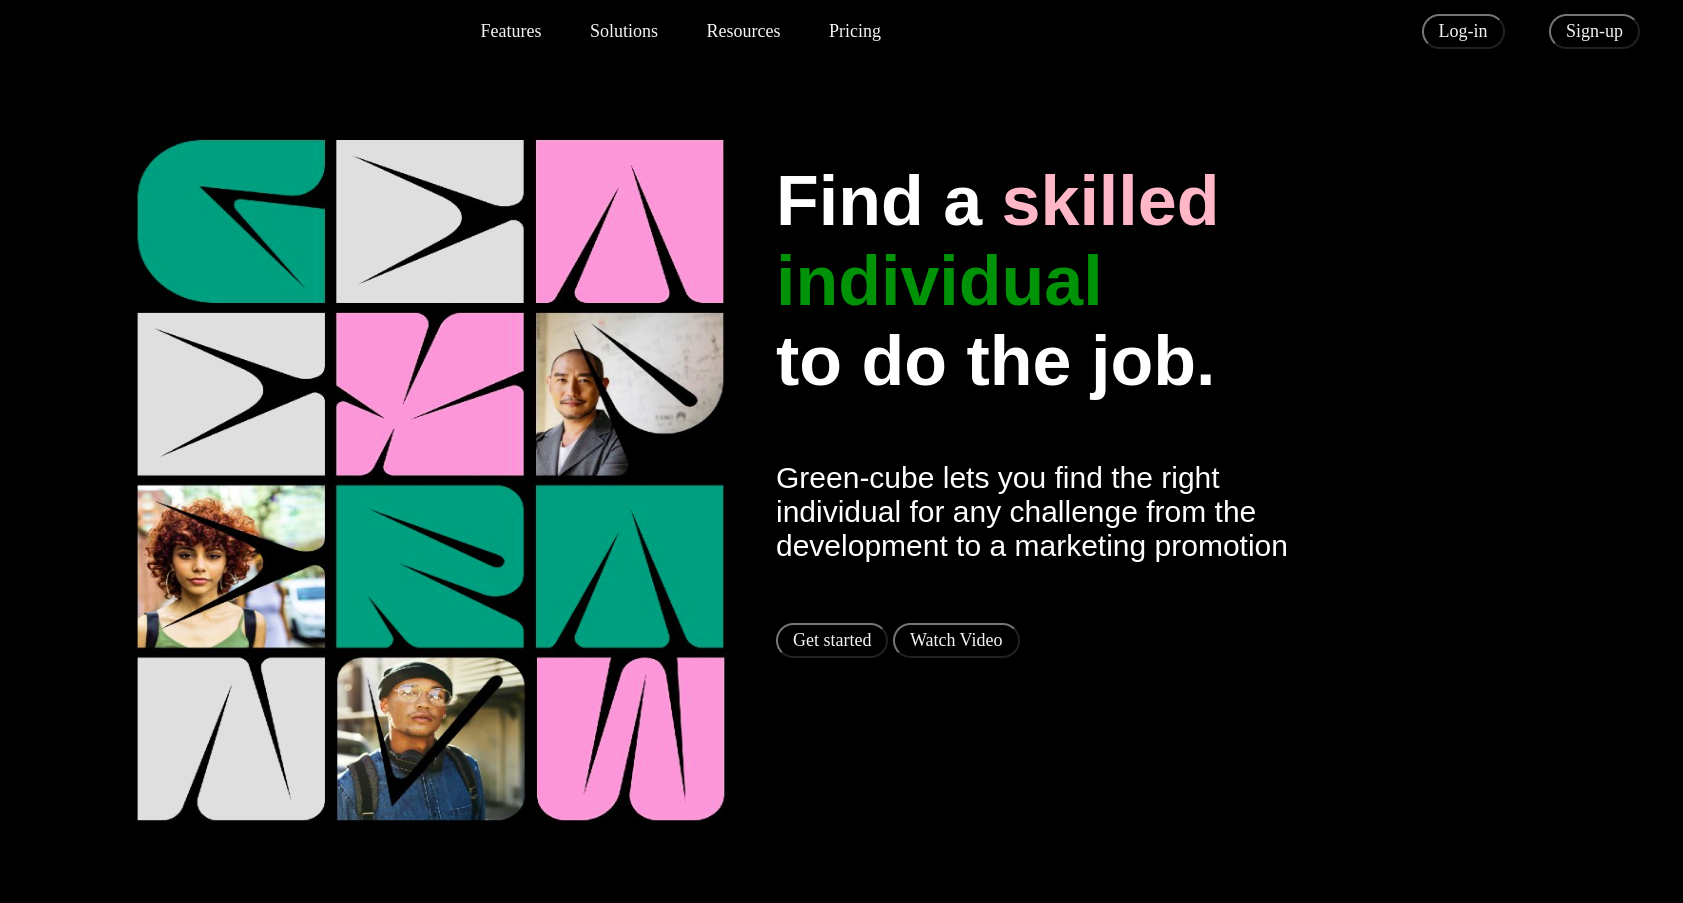 Features Solutions Resources Pricing Log-in Sign-up
Find a skilled
individual
to do the job.
Green-cube lets you find the right
individual for any challenge from the
development to a marketing promotion
Get started Watch Video